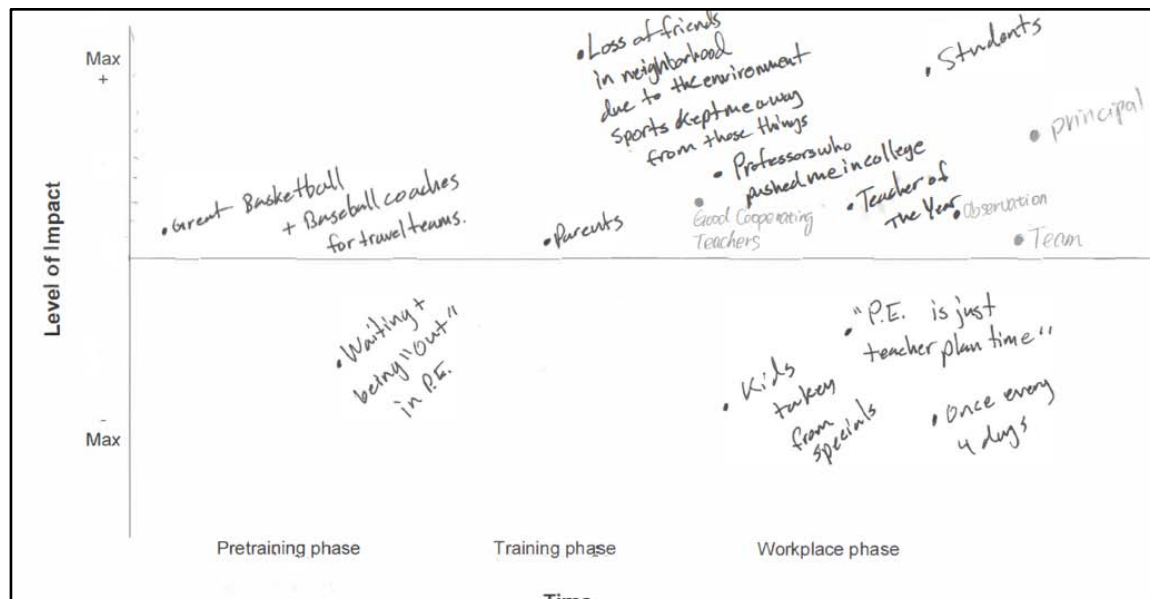 Max
+
Level of Impact
-
Max
• Great Basketball
+ Baseball coaches
for travel teams.
• Waiting +
being "out"
in P.E.
• Loss of friends
in neighborhood
due to the environment
sports kept me away
from those things
• Parents
• Professors who
pushed me in college
• Good Cooperating
Teachers
• Teacher of
The Year
• Students
• principal
• Observation
• Team
• Kids
taken
from
specials
• "P.E. is just
teacher plan time"
• Once every
4 days
Pretraining phase
Training phase
Workplace phase
Time